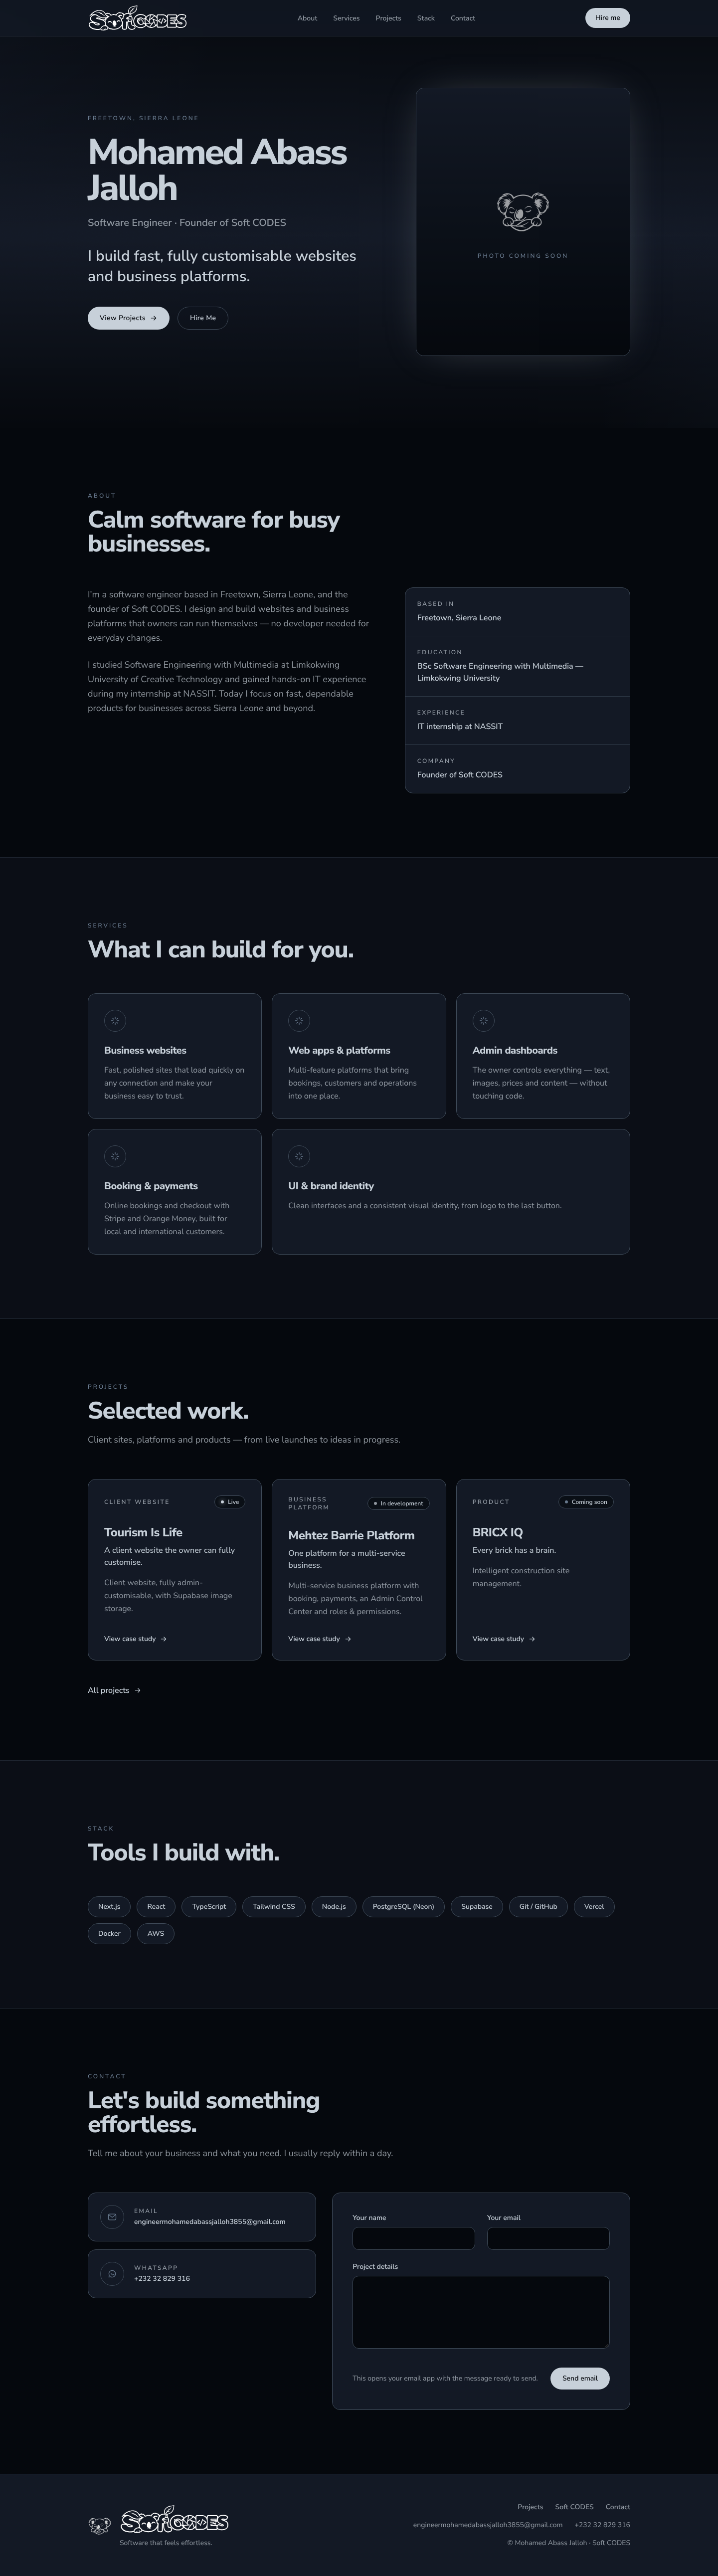 Soft CODES
About
Services
Projects
Stack
Contact
Hire me
FREETOWN, SIERRA LEONE
Mohamed Abass
Jalloh
Software Engineer · Founder of Soft CODES
I build fast, fully customisable websites
and business platforms.
View Projects →
Hire Me
PHOTO COMING SOON
ABOUT
Calm software for busy
businesses.
I'm a software engineer based in Freetown, Sierra Leone, and the
founder of Soft CODES. I design and build websites and business
platforms that owners can run themselves — no developer needed for
everyday changes.
I studied Software Engineering with Multimedia at Limkokwing
University of Creative Technology and gained hands-on IT experience
during my internship at NASSIT. Today I focus on fast, dependable
products for businesses across Sierra Leone and beyond.
BASED IN
Freetown, Sierra Leone
EDUCATION
BSc Software Engineering with Multimedia —
Limkokwing University
EXPERIENCE
IT internship at NASSIT
COMPANY
Founder of Soft CODES
SERVICES
What I can build for you.
Business websites
Fast, polished sites that load quickly on
any connection and make your
business easy to trust.
Web apps & platforms
Multi-feature platforms that bring
bookings, customers and operations
into one place.
Admin dashboards
The owner controls everything — text,
images, prices and content — without
touching code.
Booking & payments
Online bookings and checkout with
Stripe and Orange Money, built for
local and international customers.
UI & brand identity
Clean interfaces and a consistent visual identity, from logo to the last button.
PROJECTS
Selected work.
Client sites, platforms and products — from live launches to ideas in progress.
CLIENT WEBSITE
Live
Tourism Is Life
A client website the owner can fully
customise.
Client website, fully admin-
customisable, with Supabase image
storage.
View case study →
BUSINESS
PLATFORM
In development
Mehtez Barrie Platform
One platform for a multi-service
business.
Multi-service business platform with
booking, payments, an Admin Control
Center and roles & permissions.
View case study →
PRODUCT
Coming soon
BRICX IQ
Every brick has a brain.
Intelligent construction site
management.
View case study →
All projects →
STACK
Tools I build with.
Next.js
React
TypeScript
Tailwind CSS
Node.js
PostgreSQL (Neon)
Supabase
Git / GitHub
Vercel
Docker
AWS
CONTACT
Let's build something
effortless.
Tell me about your business and what you need. I usually reply within a day.
EMAIL
engineermohamedabassjalloh3855@gmail.com
WHATSAPP
+232 32 829 316
Your name
Your email
Project details
This opens your email app with the message ready to send.
Send email
Soft CODES
Software that feels effortless.
Projects
Soft CODES
Contact
engineermohamedabassjalloh3855@gmail.com
+232 32 829 316
© Mohamed Abass Jalloh · Soft CODES